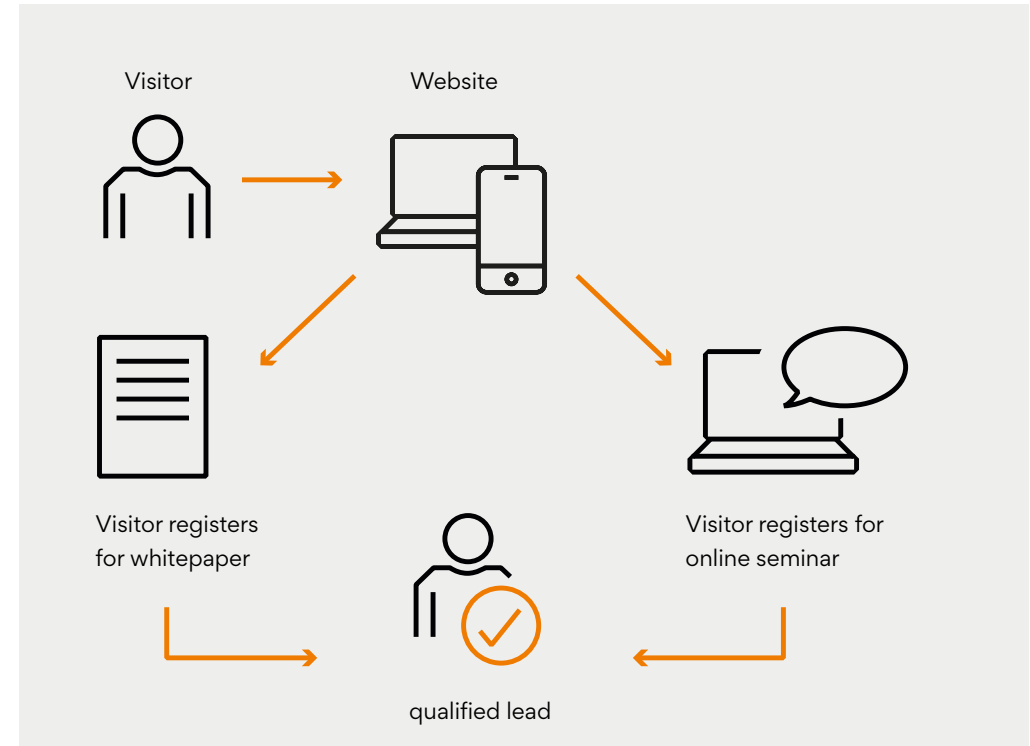 Visitor
Website
Visitor registers
for whitepaper
Visitor registers for
online seminar
qualified lead